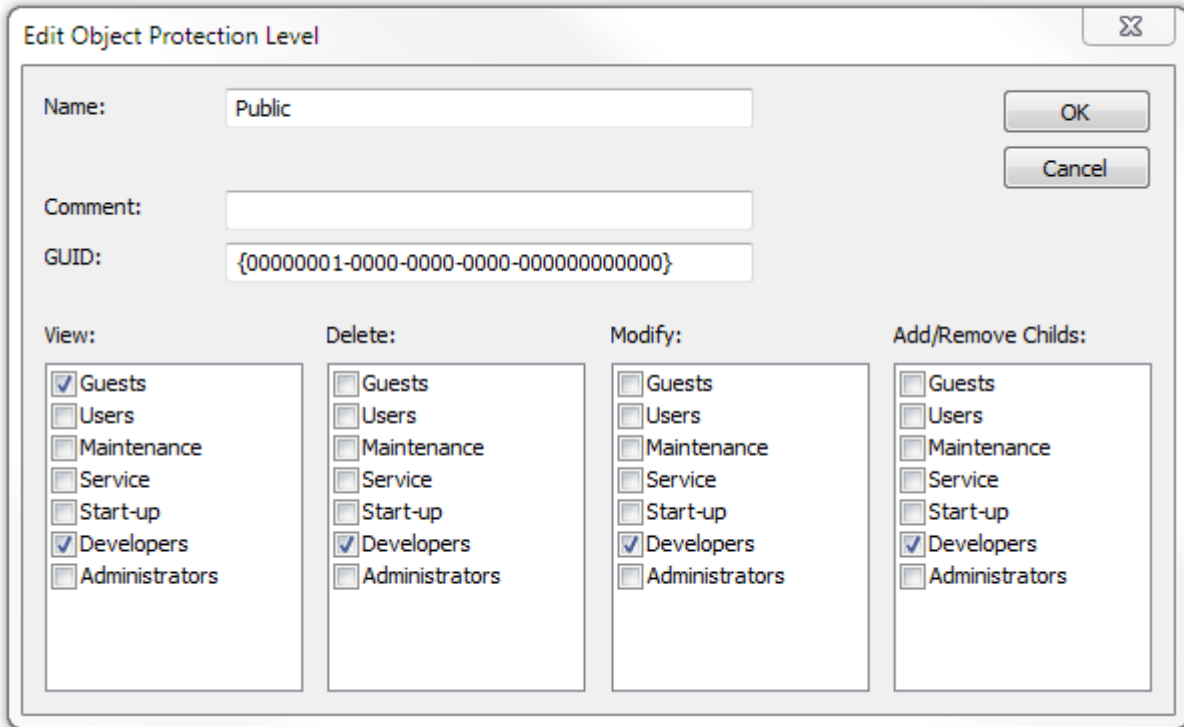 Edit Object Protection Level
Name: Public OK
Cancel
Comment:
GUID: {00000001-0000-0000-0000-000000000000}
View: Delete: Modify: Add/Remove Childs:
Guests Guests Guests Guests
Users Users Users Users
Maintenance Maintenance Maintenance Maintenance
Service Service Service Service
Start-up Start-up Start-up Start-up
Developers Developers Developers Developers
Administrators Administrators Administrators Administrators